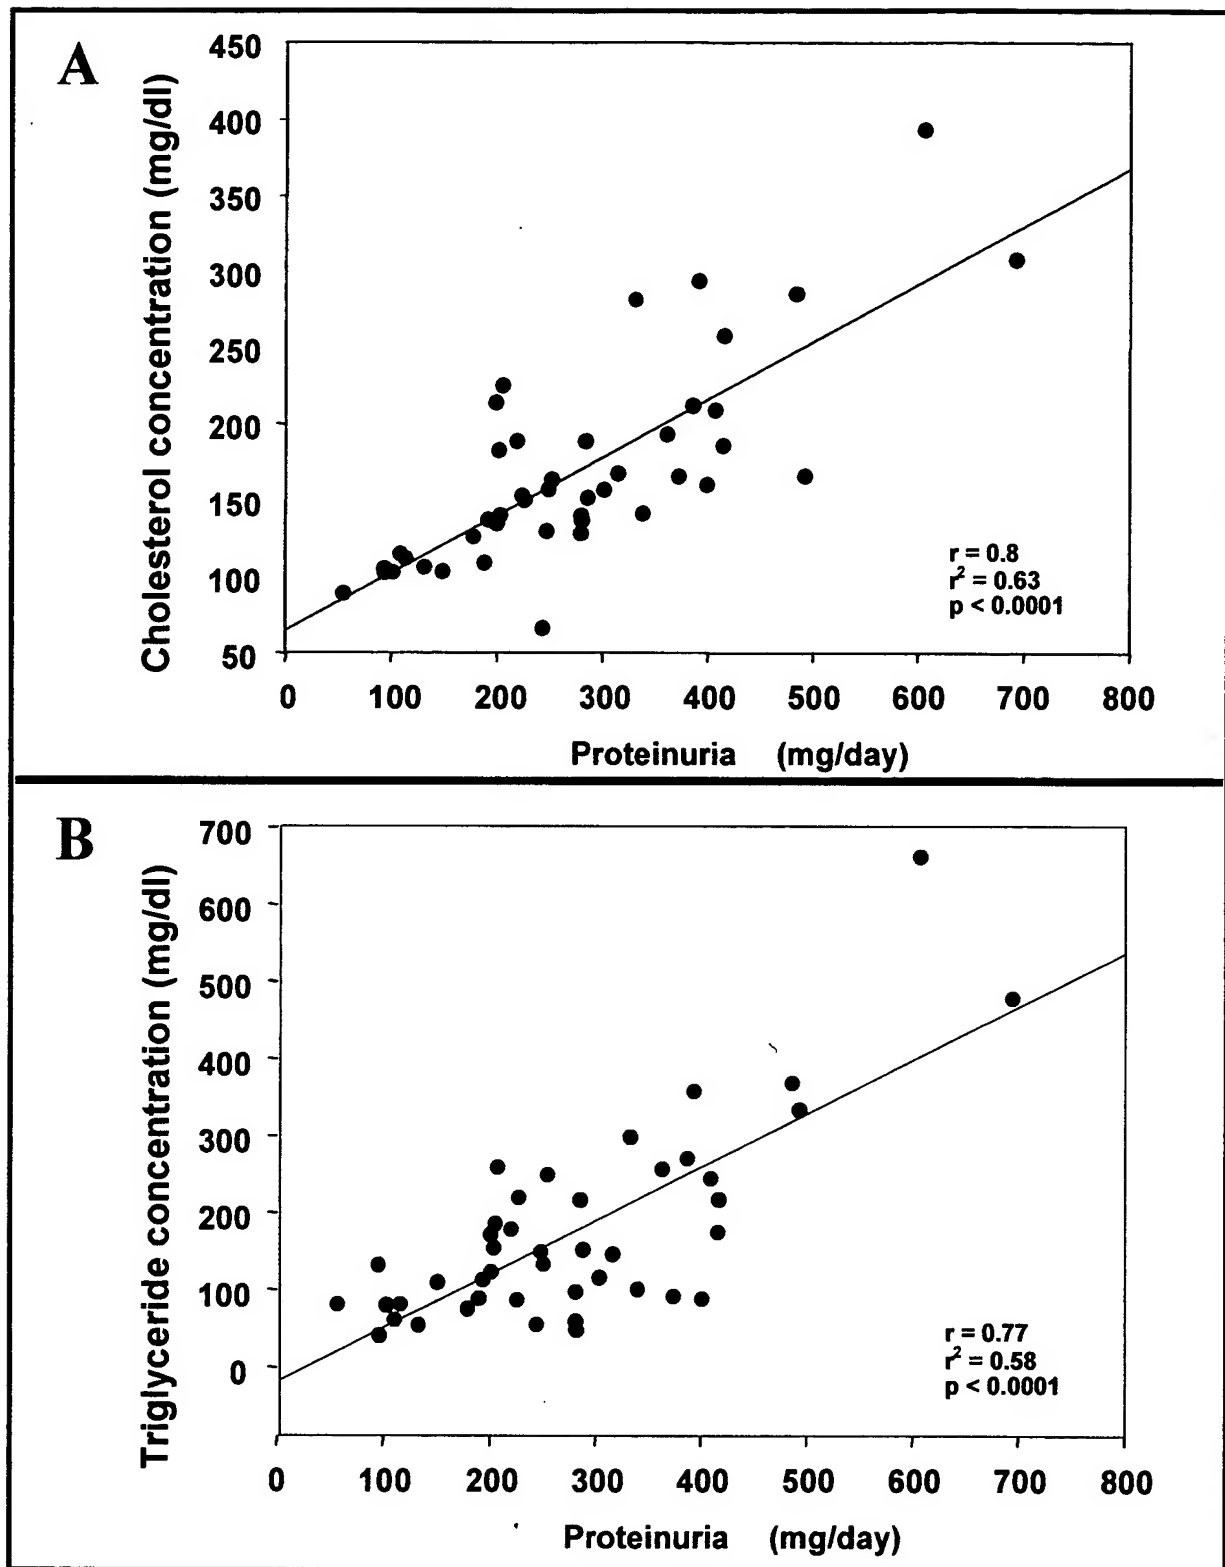 A
Cholesterol concentration (mg/dl)
450
400
350
300
250
200
150
100
50
0 100 200 300 400 500 600 700 800
Proteinuria (mg/day)
r = 0.8
r² = 0.63
p < 0.0001
B
Triglyceride concentration (mg/dl)
700
600
500
400
300
200
100
0
0 100 200 300 400 500 600 700 800
Proteinuria (mg/day)
r = 0.77
r² = 0.58
p < 0.0001